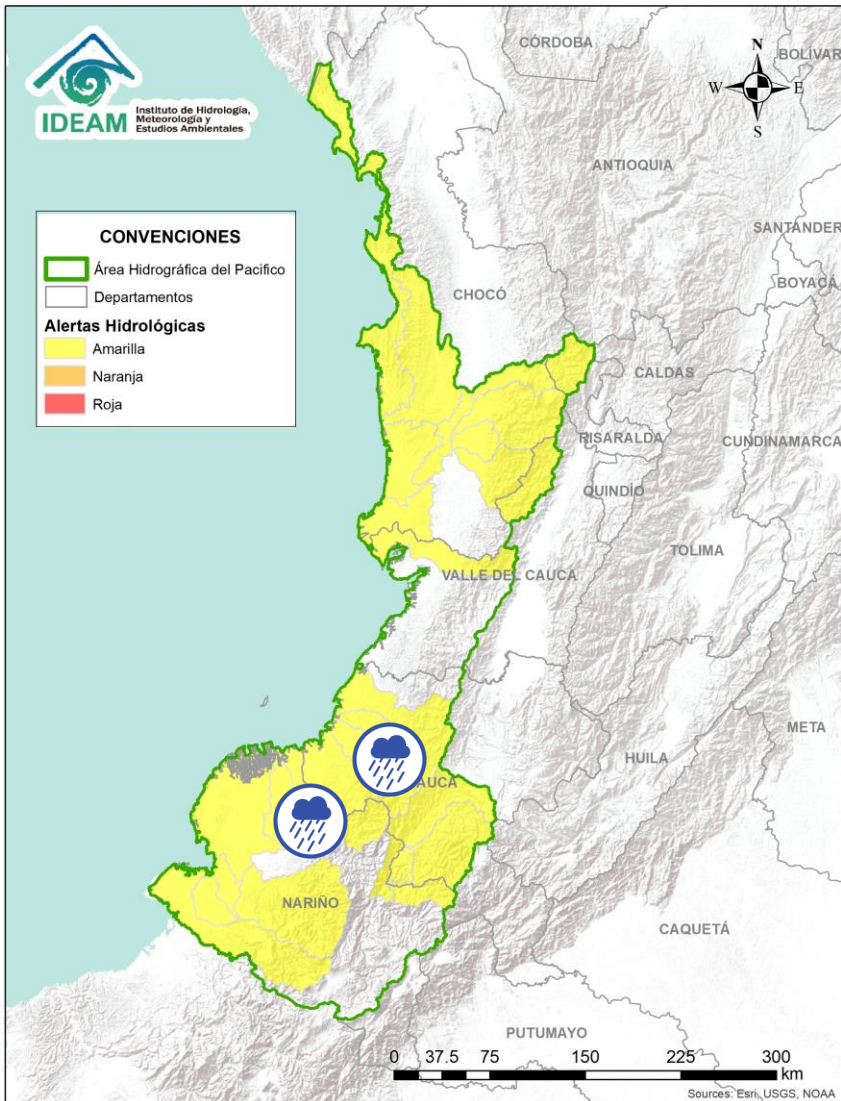 IDEAM
Instituto de Hidrología,
Meteorología y
Estudios Ambientales
CÓRDOBA
BOLÍVAR
N
W
E
S
ANTIOQUIA
SANTANDER
BOYACÁ
CONVENCIONES
Área Hidrográfica del Pacifico
Departamentos
Alertas Hidrológicas
Amarilla
Naranja
Roja
CHOCÓ
CALDAS
RISARALDA
CUNDINAMARCA
QUINDÍO
TOLIMA
VALLE DEL CAUCA
META
HUILA
AUCA
NARIÑO
CAQUETÁ
PUTUMAYO
0 37.5 75 150 225 300
km
Sources: Esri, USGS, NOAA